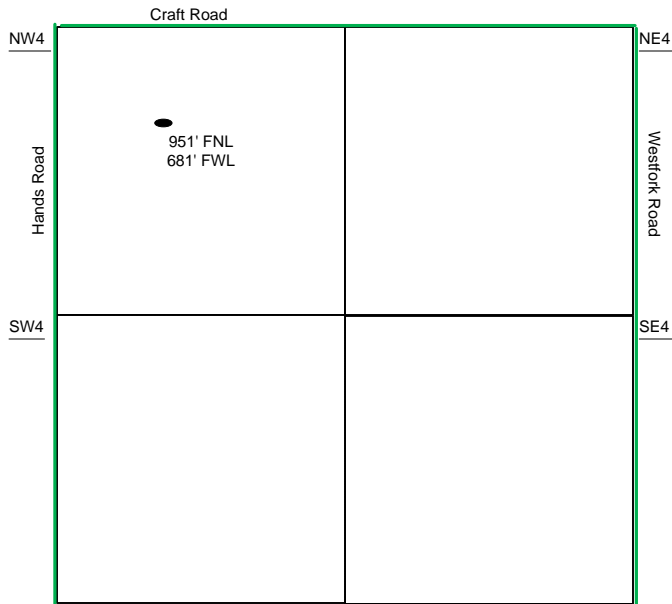 Craft Road
NW4
NE4
951' FNL
681' FWL
Hands Road
Westfork Road
SW4
SE4